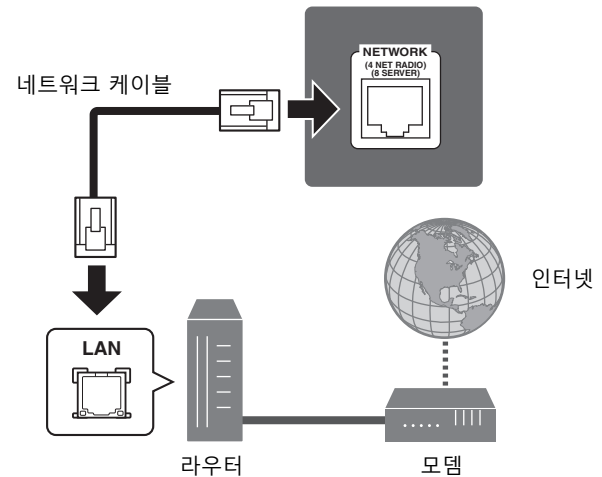 NETWORK
(4 NET RADIO)
(8 SERVER)
네트워크 케이블
인터넷
LAN
라우터
모뎀